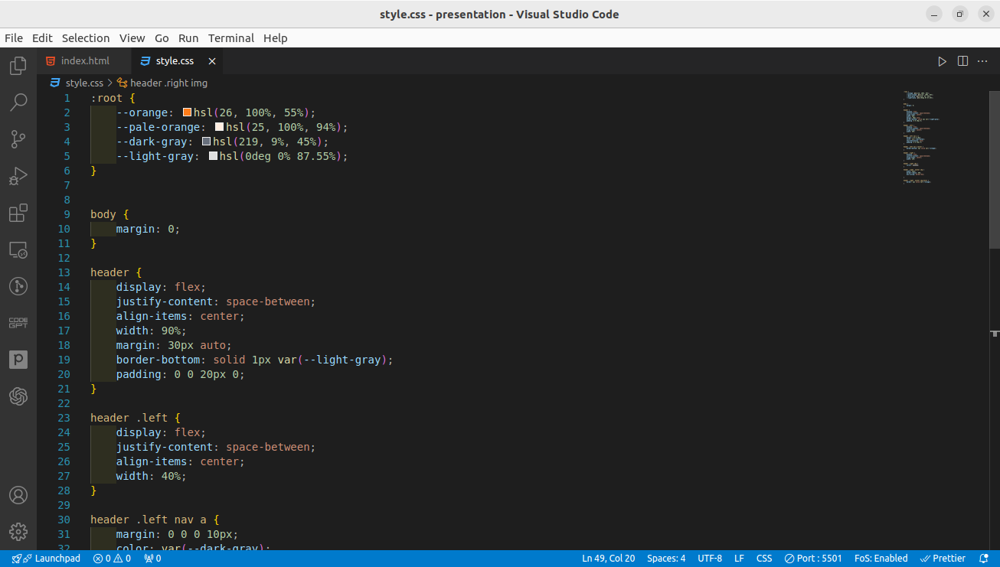 style.css - presentation - Visual Studio Code
File Edit Selection View Go Run Terminal Help
index.html style.css
style.css > header .right img
1 :root {
2 --orange: hsl(26, 100%, 55%);
3 --pale-orange: hsl(25, 100%, 94%);
4 --dark-gray: hsl(219, 9%, 45%);
5 --light-gray: hsl(0deg 0% 87.55%);
6 }
7
8
9 body {
10 margin: 0;
11 }
12
13 header {
14 display: flex;
15 justify-content: space-between;
16 align-items: center;
17 width: 90%;
18 margin: 30px auto;
19 border-bottom: solid 1px var(--light-gray);
20 padding: 0 0 20px 0;
21 }
22
23 header .left {
24 display: flex;
25 justify-content: space-between;
26 align-items: center;
27 width: 40%;
28 }
29
30 header .left nav a {
31 margin: 0 0 0 10px;
32 color: var(--dark-gray);
CODE
GPT
Launchpad 0 0 0 Ln 49, Col 20 Spaces: 4 UTF-8 LF CSS Port : 5501 FoS: Enabled Prettier